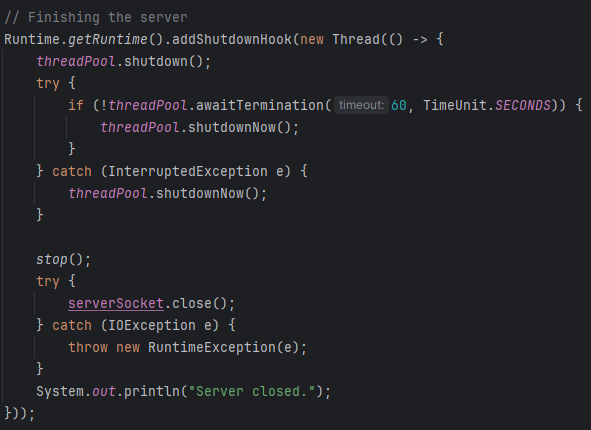 // Finishing the server
Runtime.getRuntime().addShutdownHook(new Thread(() -> {
    threadPool.shutdown();
    try {
        if (!threadPool.awaitTermination( timeout: 60, TimeUnit.SECONDS)) {
            threadPool.shutdownNow();
        }
    } catch (InterruptedException e) {
        threadPool.shutdownNow();
    }

    stop();
    try {
        serverSocket.close();
    } catch (IOException e) {
        throw new RuntimeException(e);
    }
    System.out.println("Server closed.");
}));